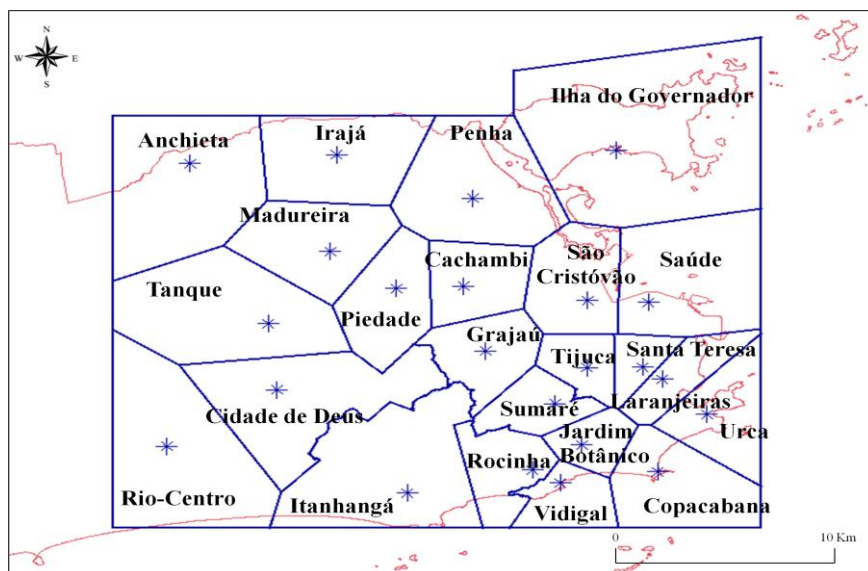 N
W E
S
Ilha do Governador
Anchieta
Irajá
Penha
Madureira
Cachambi
São
Cristóvão
Saúde
Tanque
Piedade
Grajaú
Tijuca
Santa Teresa
Cidade de Deus
Sumaré
Laranjeiras
Urca
Jardim
Botânico
Rocinha
Rio-Centro
Itanhangá
Vidigal
Copacabana
0 10 Km